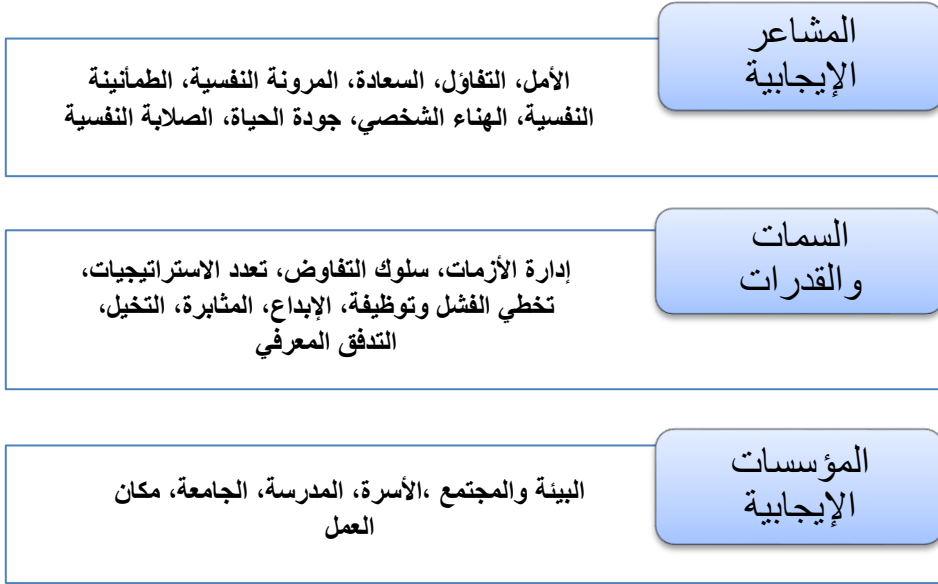 المشاعر
الإيجابية
الأمل، التفاؤل، السعادة، المرونة النفسية، الطمأنينة
النفسية، الهناء الشخصي، جودة الحياة، الصلابة النفسية
السمات
والقدرات
إدارة الأزمات، سلوك التفاوض، تعدد الاستراتيجيات،
تخطي الفشل وتوظيفة، الإبداع، المثابرة، التخيل،
التدفق المعرفي
المؤسسات
الإيجابية
البيئة والمجتمع ،الأسرة، المدرسة، الجامعة، مكان
العمل